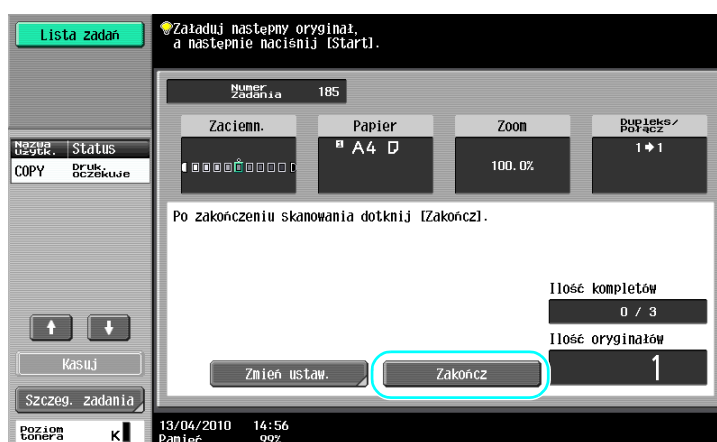 Lista zadań
Załaduj następny oryginał,
a następnie naciśnij [Start].
Numer
Zadania
185
Zaciemn.
Papier
Zoom
Dupleks/
Połącz
1 A4
100.0%
1 1
Nazwa
użytk.
Status
COPY
Druk.
oczekuje
Po zakończeniu skanowania dotknij [Zakończ].
Ilość kompletów
0 / 3
Ilość oryginałów
1
Kasuj
Zmień ustaw.
Zakończ
Szczeg. zadania
Poziom
tonera
K
13/04/2010 14:56
Pamięć 99%